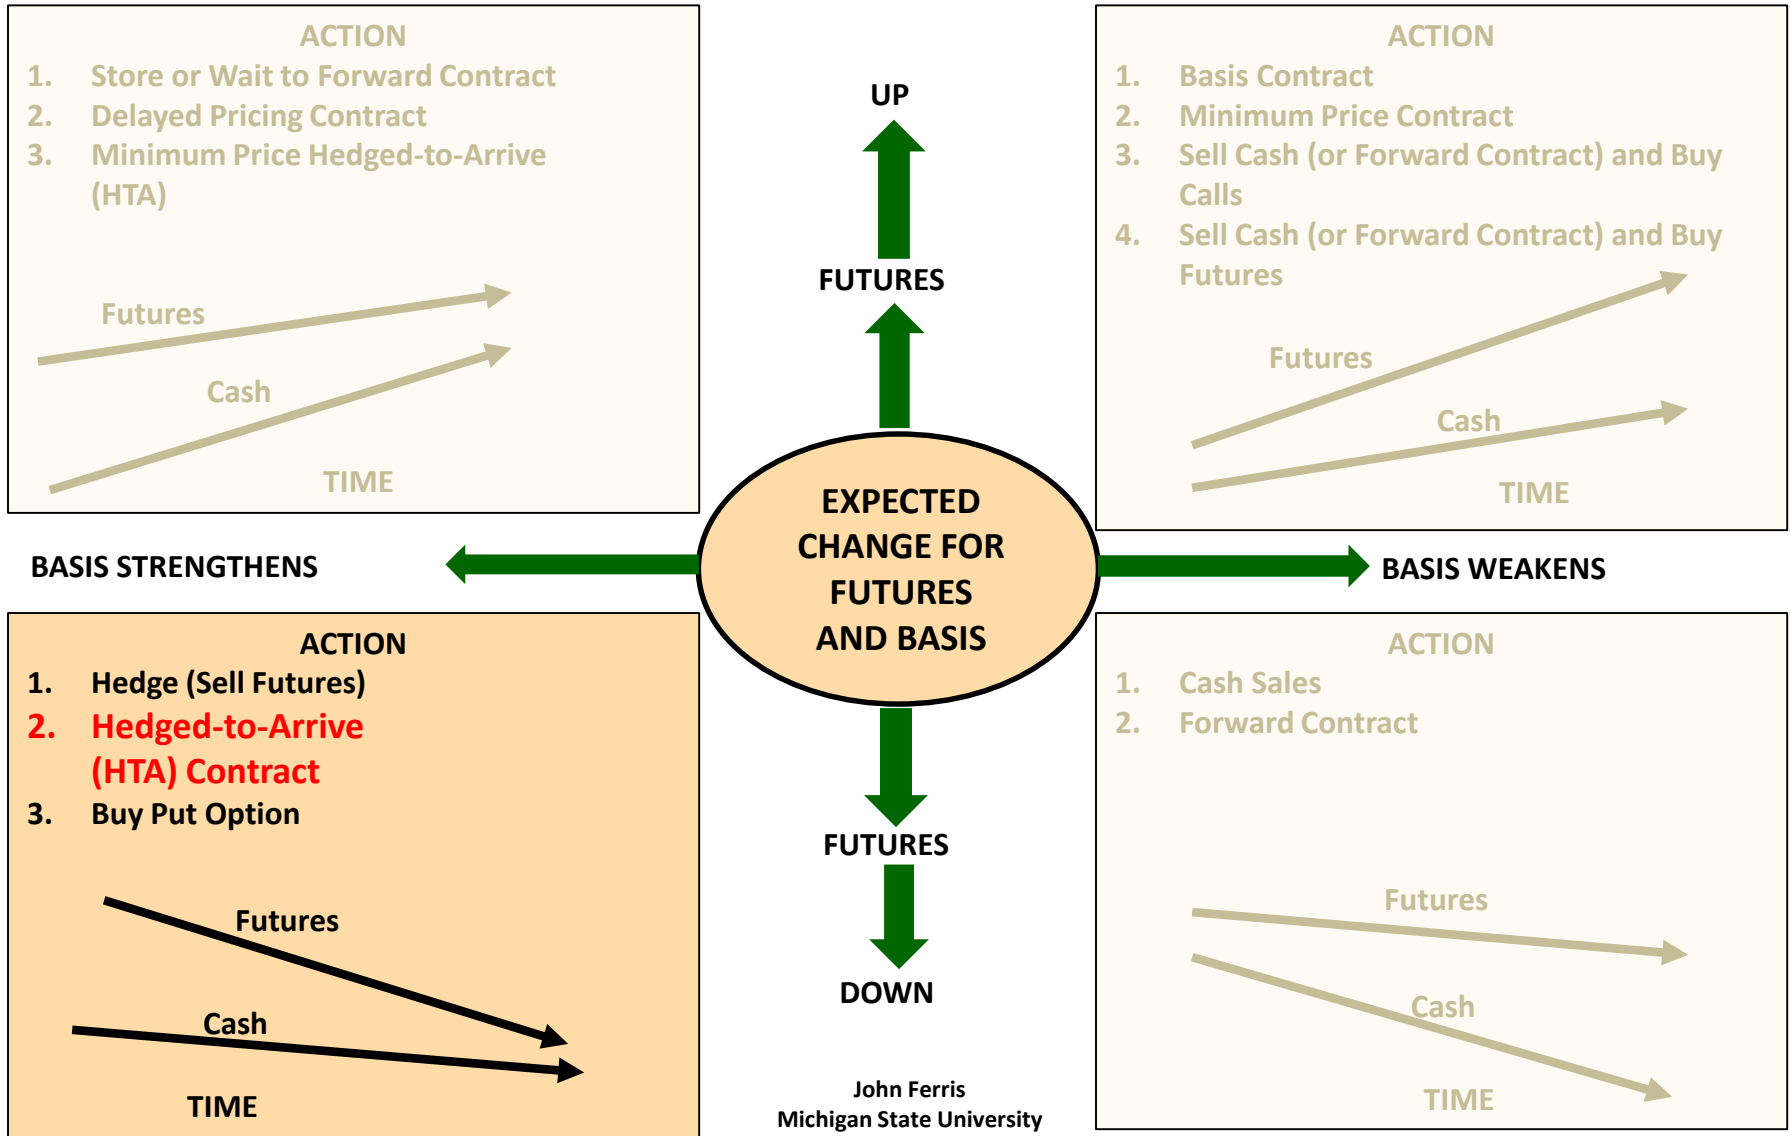 ACTION
1. Store or Wait to Forward Contract
2. Delayed Pricing Contract
3. Minimum Price Hedged-to-Arrive
(HTA)
Futures
Cash
TIME
UP
FUTURES
ACTION
1. Basis Contract
2. Minimum Price Contract
3. Sell Cash (or Forward Contract) and Buy
Calls
4. Sell Cash (or Forward Contract) and Buy
Futures
Futures
Cash
TIME
BASIS STRENGTHENS
EXPECTED
CHANGE FOR
FUTURES
AND BASIS
BASIS WEAKENS
ACTION
1. Hedge (Sell Futures)
2. Hedged-to-Arrive
(HTA) Contract
3. Buy Put Option
Futures
Cash
TIME
FUTURES
DOWN
John Ferris
Michigan State University
ACTION
1. Cash Sales
2. Forward Contract
Futures
Cash
TIME